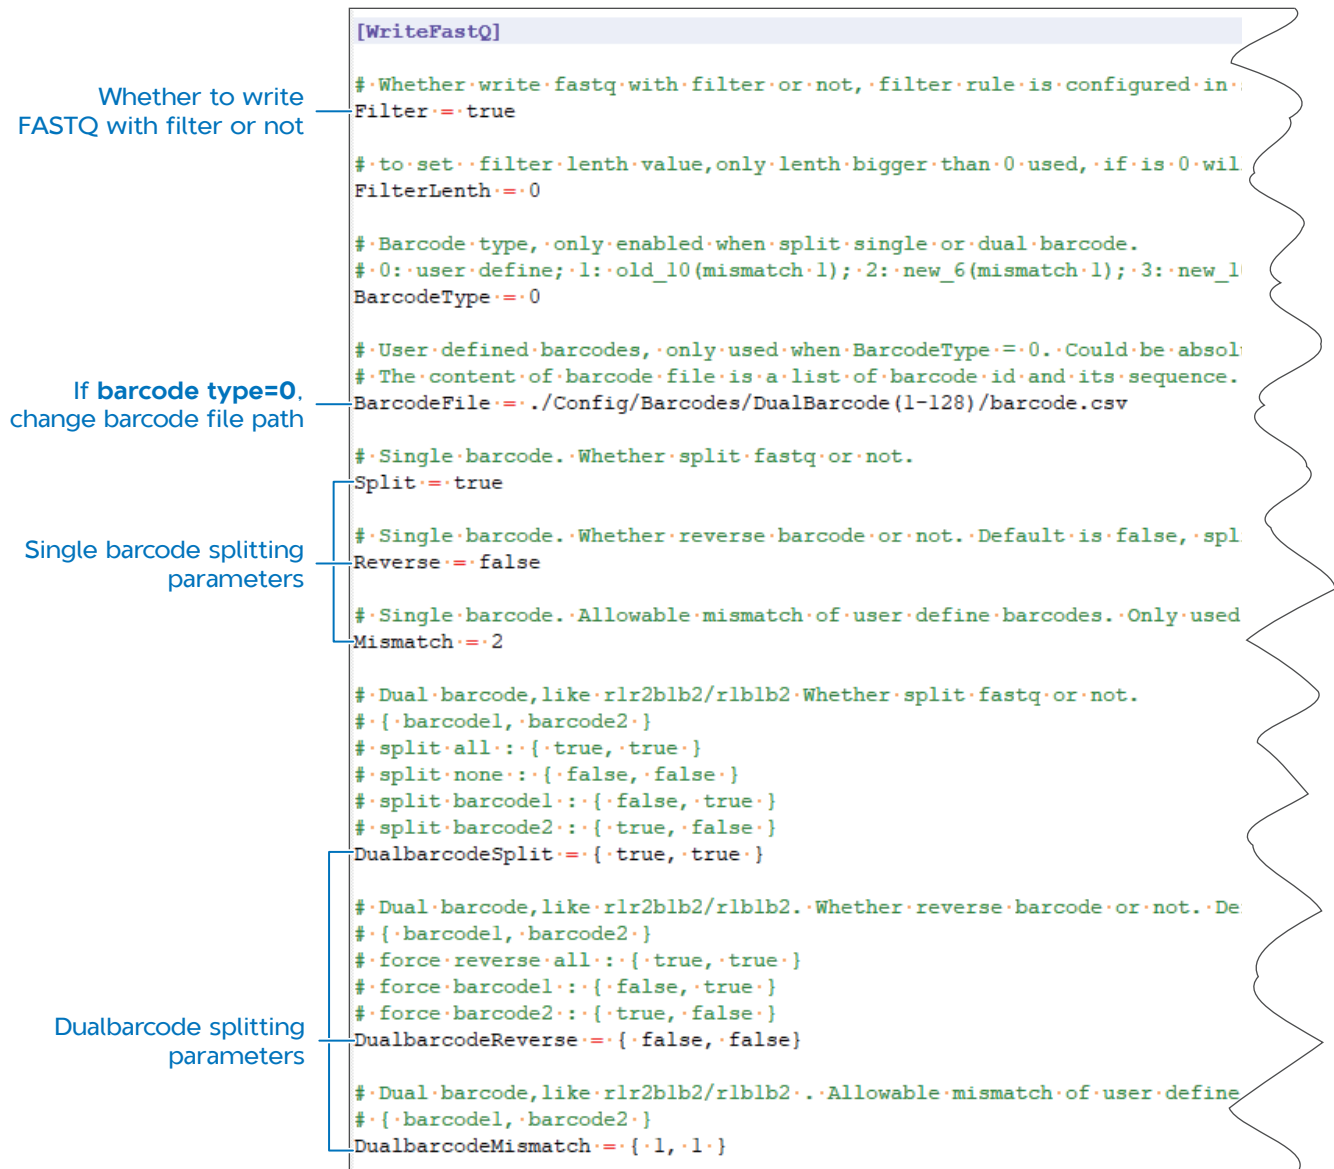 [WriteFastQ]
# Whether write fastq with filter or not, filter rule is configured in
Whether to write
FASTQ with filter or not
Filter = true
# to set  filter lenth value,only lenth bigger than 0 used, if is 0 wil
FilterLenth = 0
# Barcode type, only enabled when split single or dual barcode.
# 0: user define; 1: old_10(mismatch 1); 2: new_6(mismatch 1); 3: new_1
BarcodeType = 0
# User defined barcodes, only used when BarcodeType = 0. Could be absol
# The content of barcode file is a list of barcode id and its sequence.
If barcode type=0,
change barcode file path
BarcodeFile = ./Config/Barcodes/DualBarcode(1-128)/barcode.csv
# Single barcode. Whether split fastq or not.
Split = true
# Single barcode. Whether reverse barcode or not. Default is false, spl
Single barcode splitting
parameters
Reverse = false
# Single barcode. Allowable mismatch of user define barcodes. Only used
Mismatch = 2
# Dual barcode,like r1r2b1b2/r1b1b2 Whether split fastq or not.
# { barcode1, barcode2 }
# split all : { true, true }
# split none : { false, false }
# split barcode1 : { false, true }
# split barcode2 : { true, false }
DualbarcodeSplit = { true, true }
# Dual barcode,like r1r2b1b2/r1b1b2. Whether reverse barcode or not. De
# { barcode1, barcode2 }
# force reverse all : { true, true }
# force barcode1 : { false, true }
# force barcode2 : { true, false }
Dualbarcode splitting
parameters
DualbarcodeReverse = { false, false}
# Dual barcode,like r1r2b1b2/r1b1b2 . Allowable mismatch of user define
# { barcode1, barcode2 }
DualbarcodeMismatch = { 1, 1 }